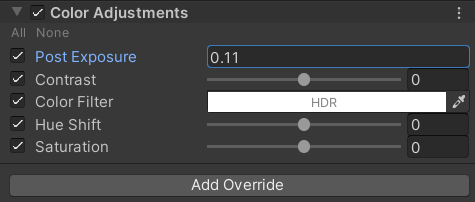 Color Adjustments
All None
Post Exposure 0.11
Contrast 0
Color Filter HDR
Hue Shift 0
Saturation 0
Add Override